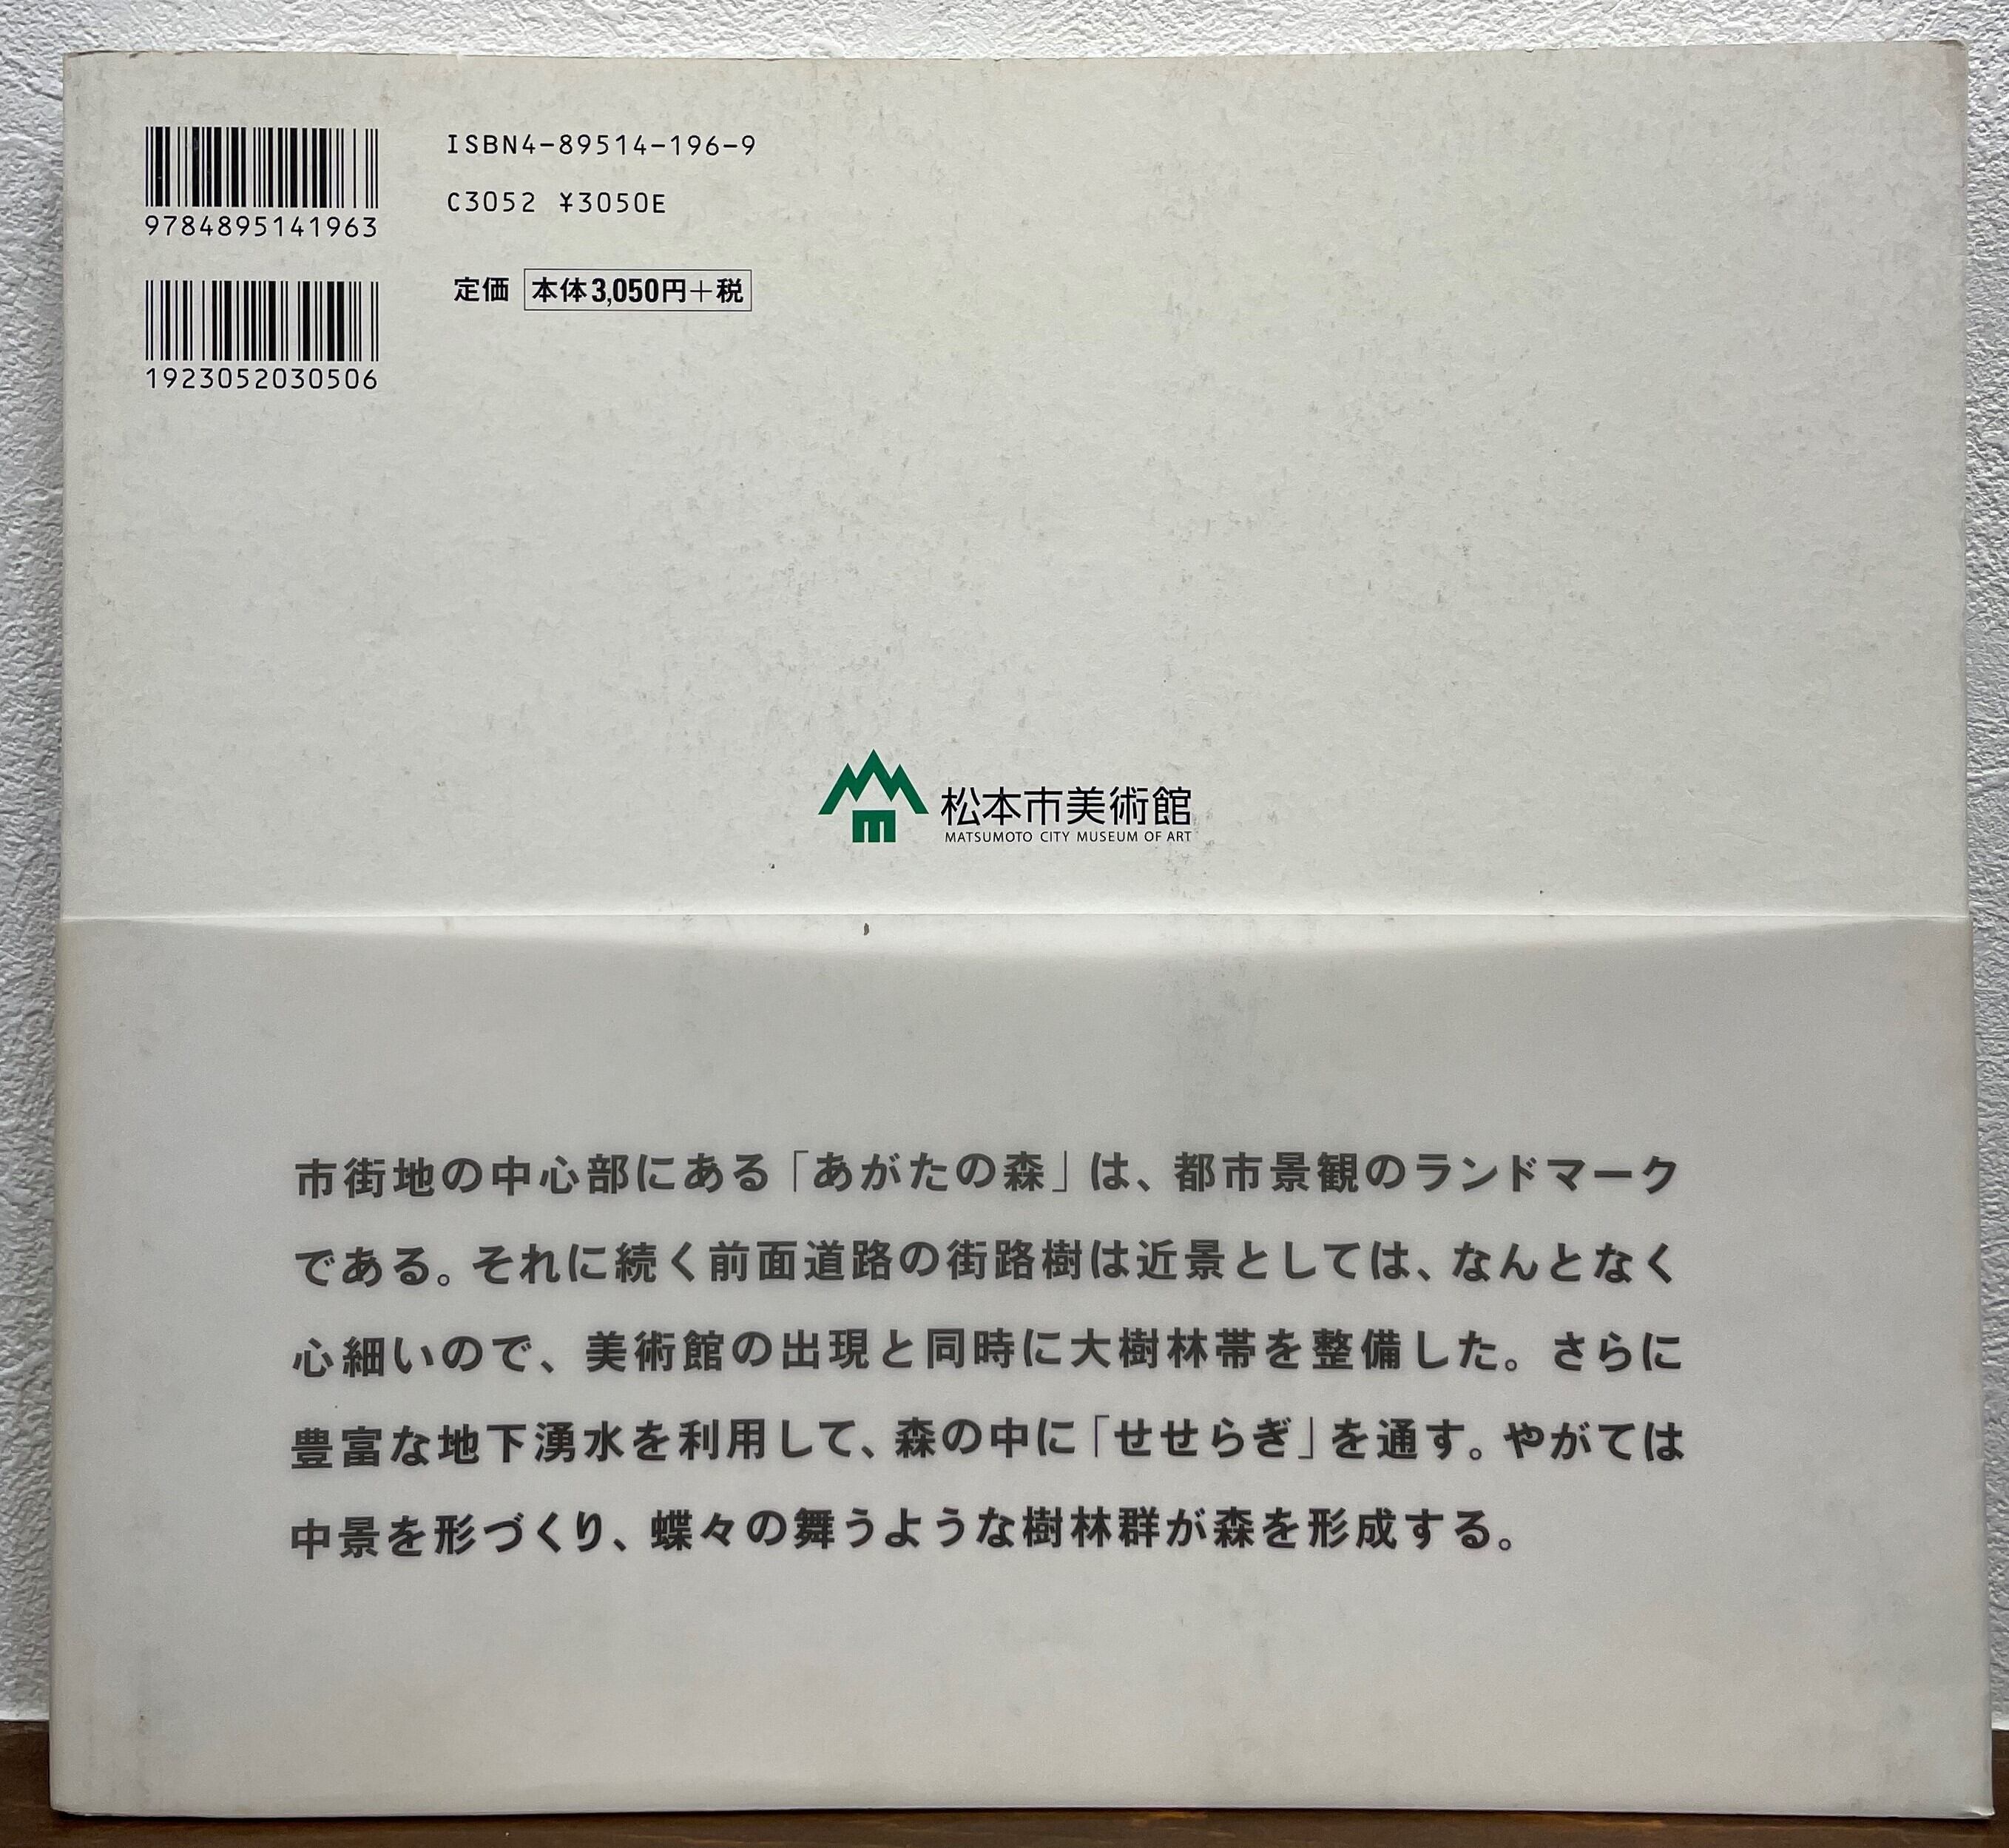 9784895141963
ISBN4-89514-196-9
C3052 ¥3050E
定価 本体3,050円+税
1923052030506
松本市美術館
MATSUMOTO CITY MUSEUM OF ART
市街地の中心部にある「あがたの森」は、都市景観のランドマーク
である。それに続く前面道路の街路樹は近景としては、なんとなく
心細いので、美術館の出現と同時に大樹林帯を整備した。さらに
豊富な地下湧水を利用して、森の中に「せせらぎ」を通す。やがては
中景を形づくり、蝶々の舞うような樹林群が森を形成する。